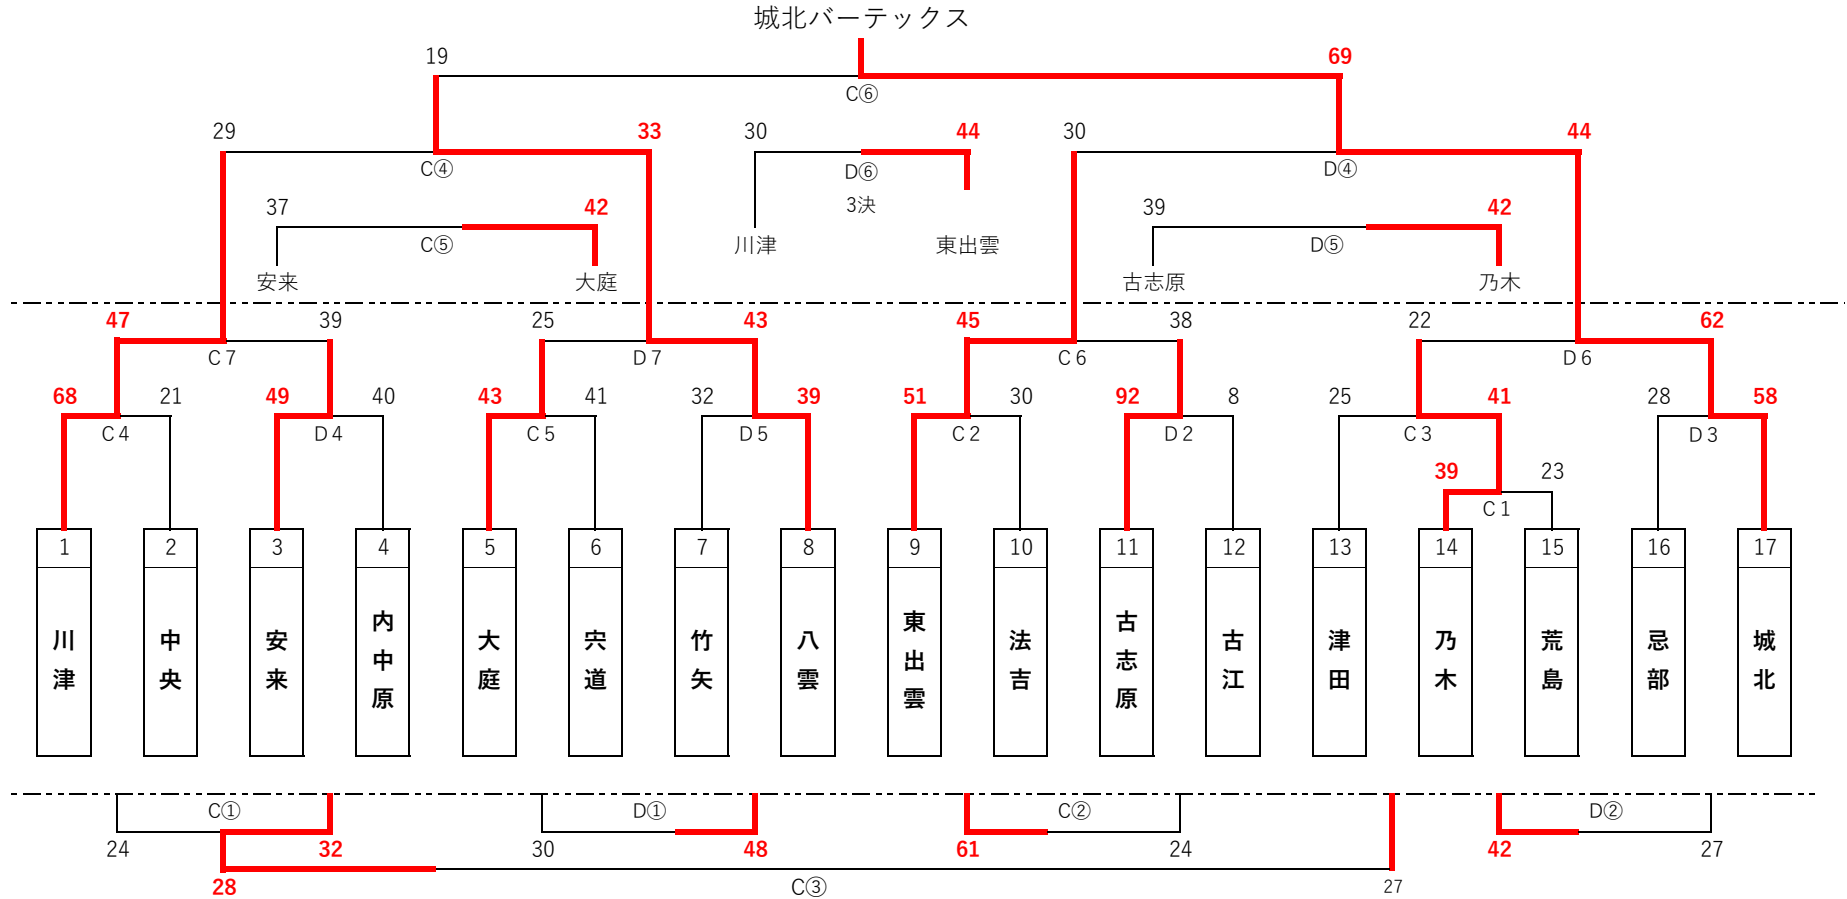 城北バーテックス
19 69
C⑥
29 33 30 44 30 44
C④ D⑥ D④
37 42 3決 39 42
C⑤ 川津 東出雲 D⑤
安来 大庭 古志原 乃木
47 39 25 43 45 38 22 62
C7 D7 C6 D6
68 21 49 40 43 41 32 39 51 30 92 8 25 41 28 58
C4 D4 C5 D5 C2 D2 C3 D3
39 23
C1
1 2 3 4 5 6 7 8 9 10 11 12 13 14 15 16 17
川津 中央 安来 内中原 大庭 宍道 竹矢 八雲 東出雲 法吉 古志原 古江 津田 乃木 荒島 忌部 城北
C① D① C② D②
24 32 30 48 61 24 42 27
28 C③ 27